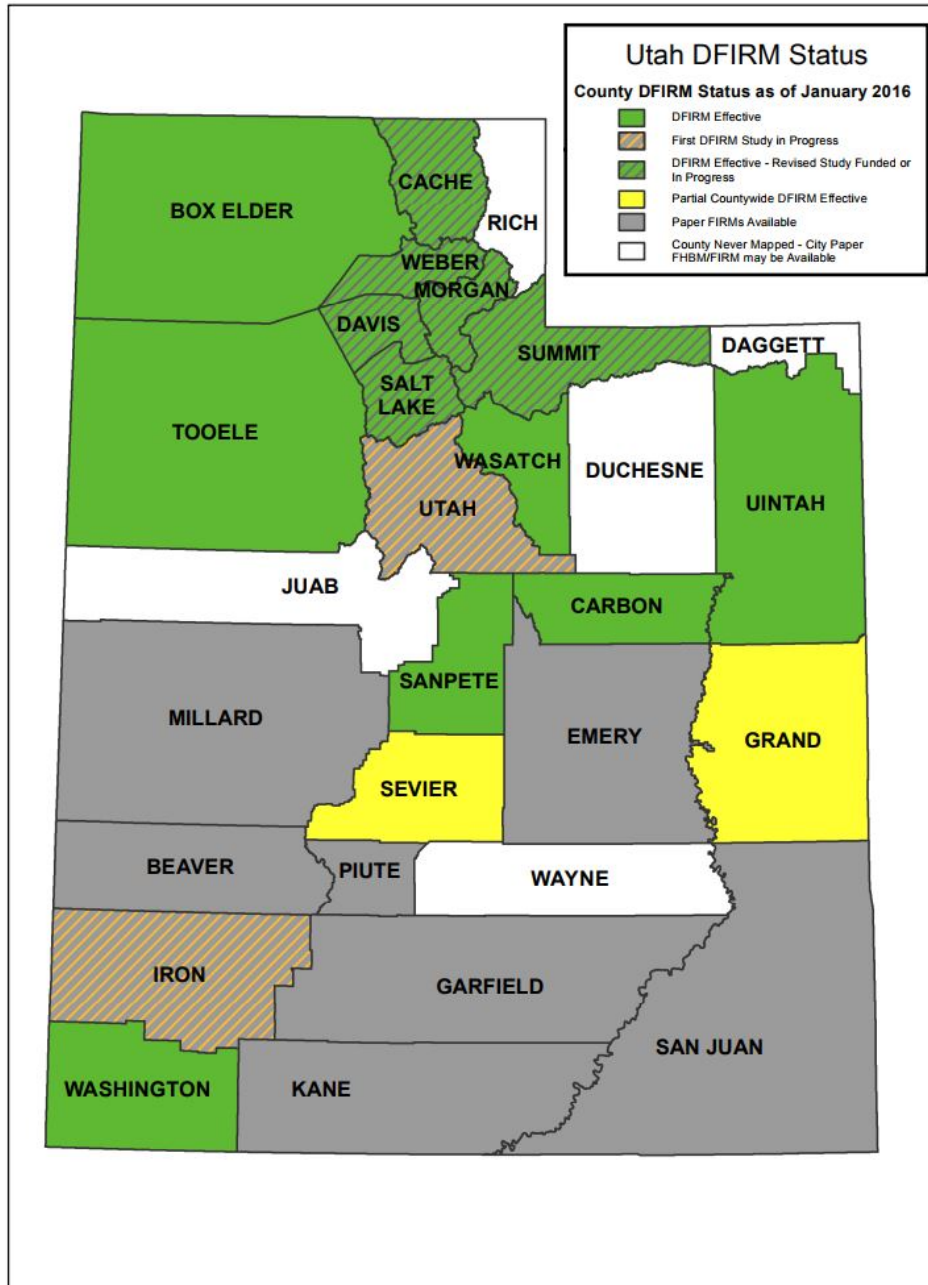 Utah DFIRM Status
County DFIRM Status as of January 2016
DFIRM Effective
First DFIRM Study in Progress
DFIRM Effective - Revised Study Funded or
In Progress
Partial Countywide DFIRM Effective
Paper FIRMs Available
County Never Mapped - City Paper
FHBM/FIRM may be Available
CACHE
BOX ELDER
RICH
WEBER
MORGAN
DAVIS
SUMMIT
DAGGETT
SALT
LAKE
TOOELE
WASATCH
DUCHESNE
UINTAH
UTAH
JUAB
CARBON
SANPETE
MILLARD
EMERY
GRAND
SEVIER
BEAVER
PIUTE
WAYNE
IRON
GARFIELD
SAN JUAN
WASHINGTON
KANE